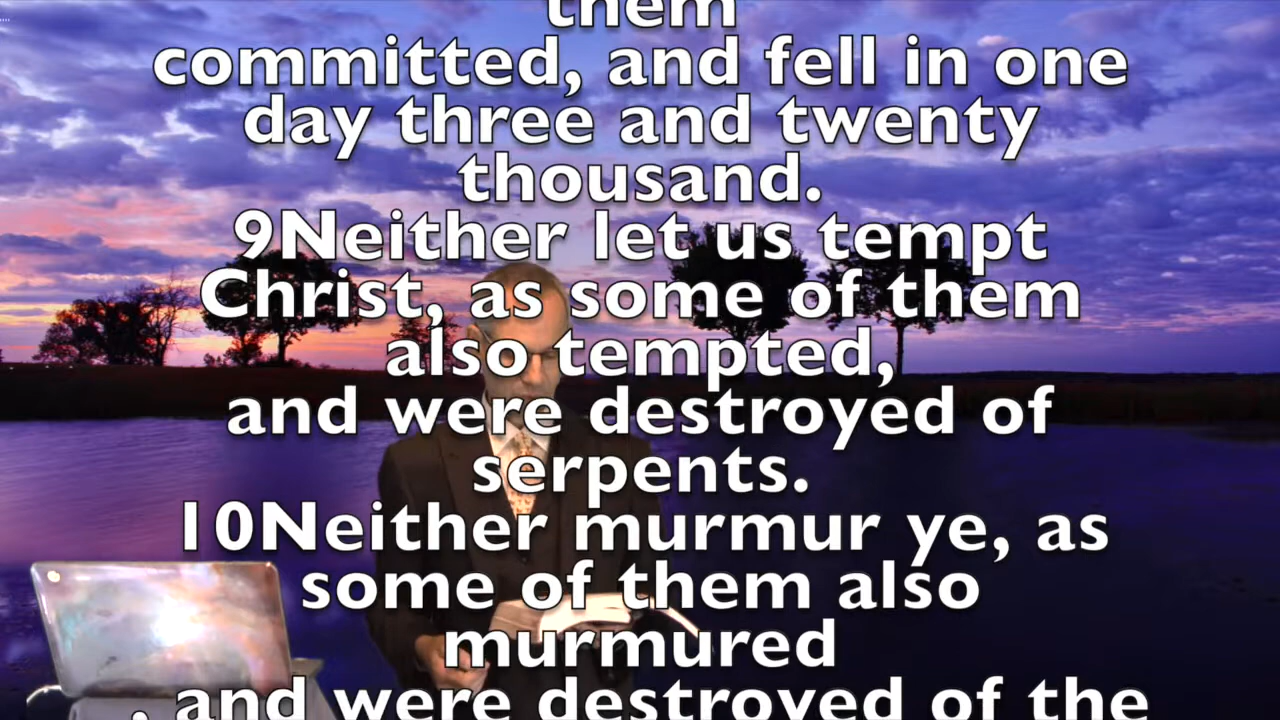 them
committed, and fell in one
day three and twenty
thousand.
9Neither let us tempt
Christ, as some of them
also tempted,
and were destroyed of
serpents.
10Neither murmur ye, as
some of them also
murmured
, and were destroyed of the